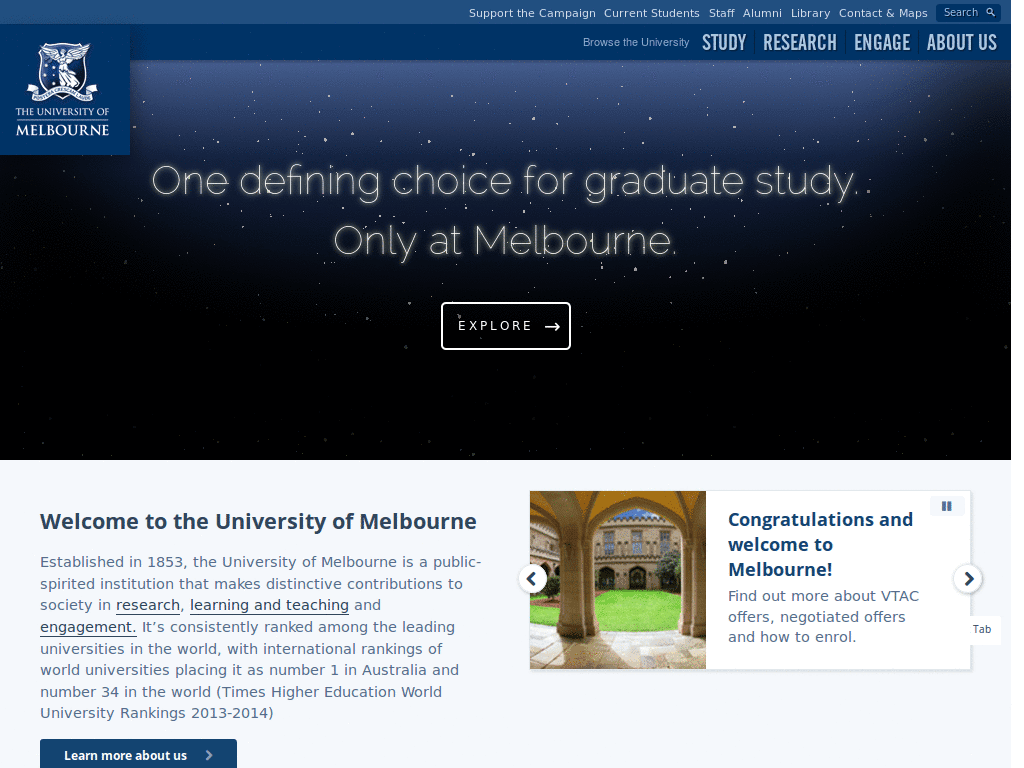 Support the Campaign Current Students Staff Alumni Library Contact & Maps Search
Browse the University STUDY RESEARCH ENGAGE ABOUT US
THE UNIVERSITY OF
MELBOURNE
One defining choice for graduate study.
Only at Melbourne.
EXPLORE →
Welcome to the University of Melbourne
Established in 1853, the University of Melbourne is a public-
spirited institution that makes distinctive contributions to
society in research, learning and teaching and
engagement. It’s consistently ranked among the leading
universities in the world, with international rankings of
world universities placing it as number 1 in Australia and
number 34 in the world (Times Higher Education World
University Rankings 2013-2014)
Learn more about us
Congratulations and
welcome to
Melbourne!
Find out more about VTAC
offers, negotiated offers
and how to enrol.
Tab